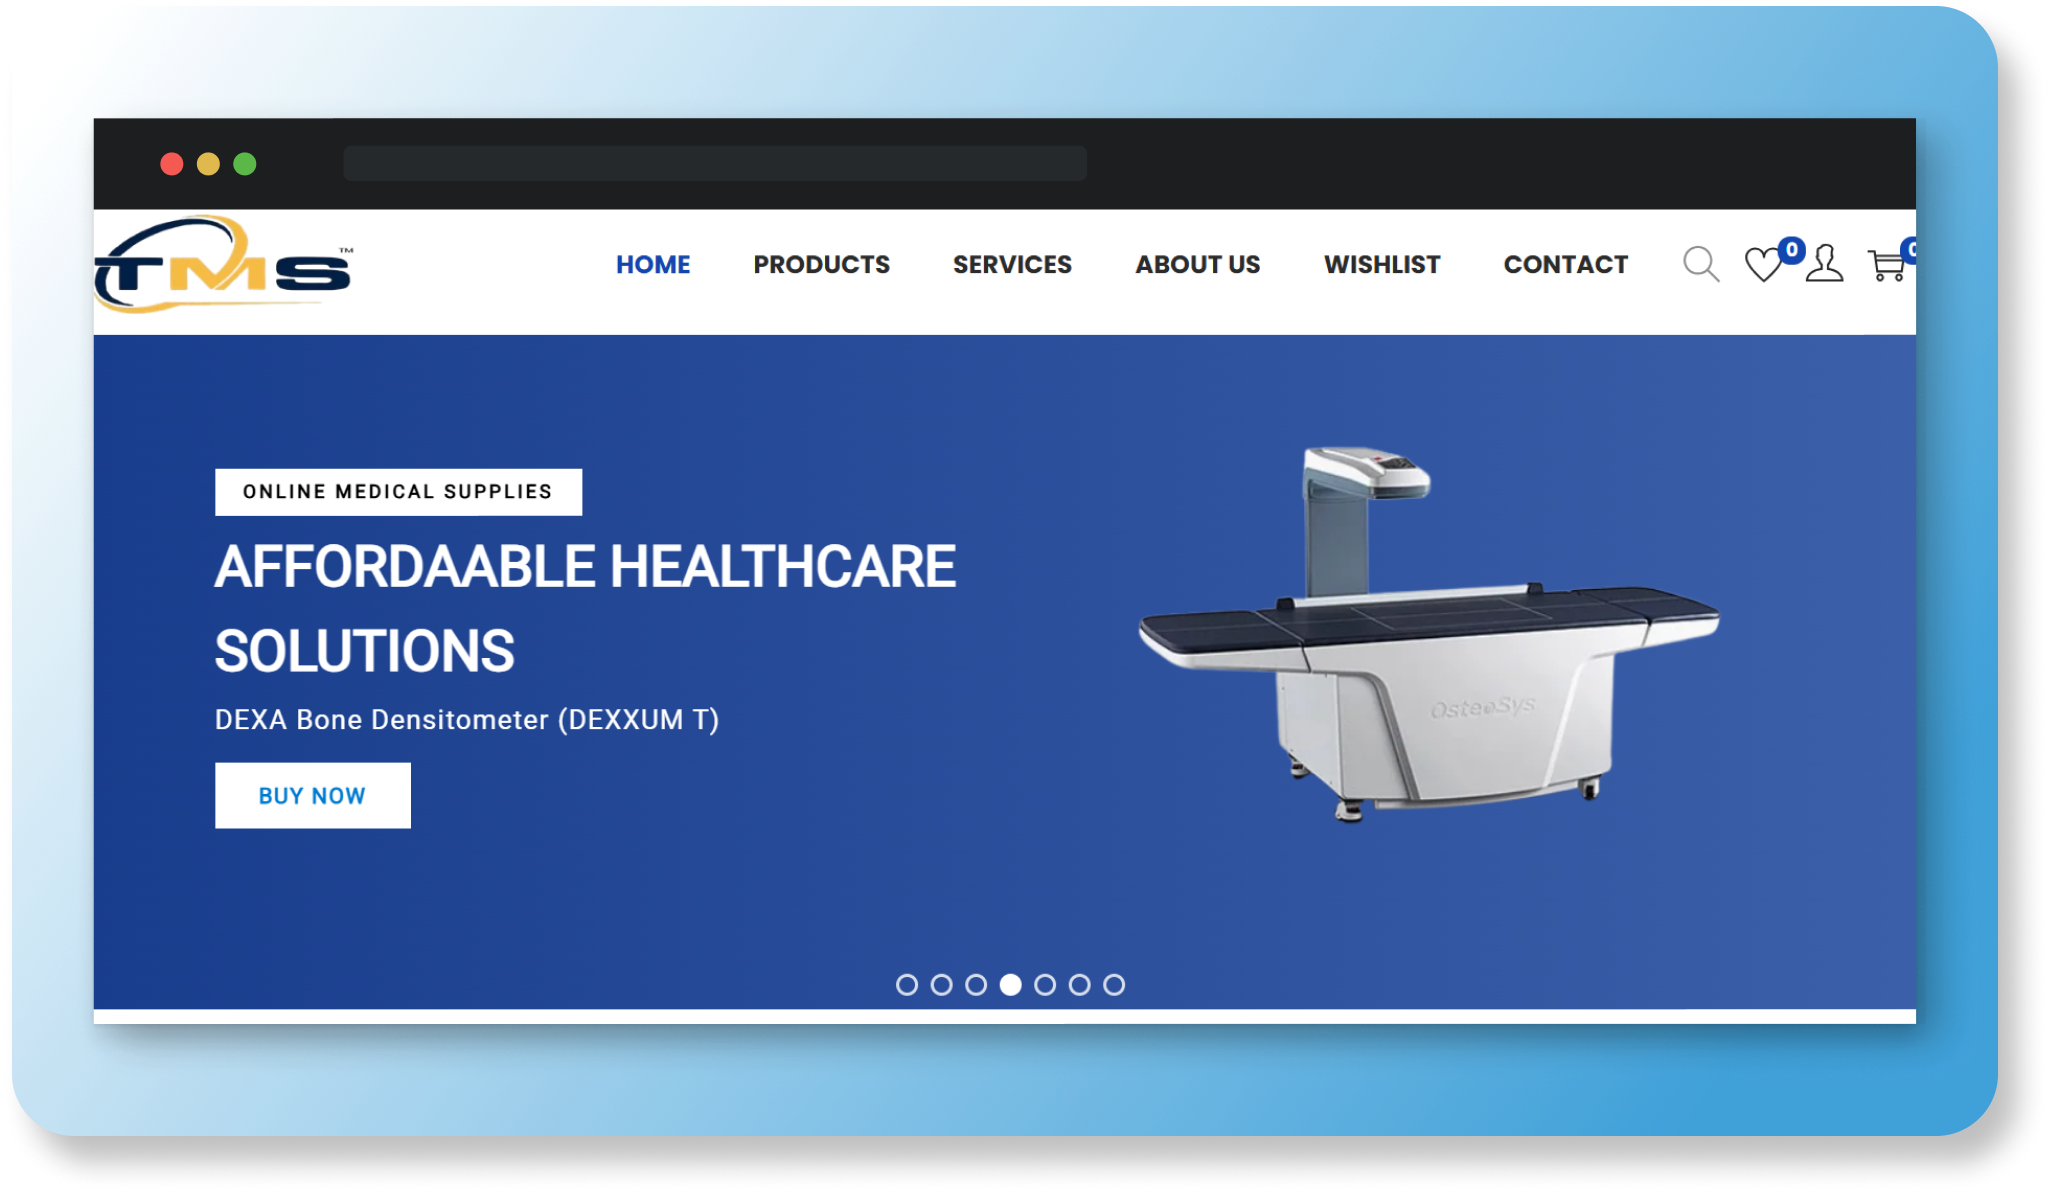 TMS™
HOME PRODUCTS SERVICES ABOUT US WISHLIST CONTACT 0 0
ONLINE MEDICAL SUPPLIES
AFFORDAABLE HEALTHCARE
SOLUTIONS
DEXA Bone Densitometer (DEXXUM T)
BUY NOW
OsteoSys